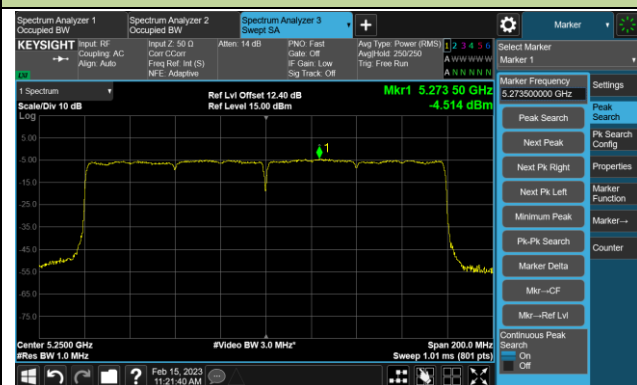 Spectrum Analyzer 1
Occupied BW
Spectrum Analyzer 2
Occupied BW
Spectrum Analyzer 3
Swept SA
Marker
KEYSIGHT
Input: RF
Coupling: AC
Align: Auto
Input Z: 50 Ω
Corr CCorr
Freq Ref: Int (S)
NFE: Adaptive
Atten: 14 dB
PNO: Fast
Gate: Off
IF Gain: Low
Sig Track: Off
Avg Type: Power (RMS)
Avg|Hold: 250/250
Trig: Free Run
1 2 3 4 5 6
A W W W W W
A N N N N N
Select Marker
Marker 1
1 Spectrum
Scale/Div 10 dB
Ref Lvl Offset 12.40 dB
Ref Level 15.00 dBm
Mkr1 5.273 50 GHz
-4.514 dBm
Log
5.00
-5.00
-15.0
-25.0
-35.0
-45.0
-55.0
-65.0
-75.0
1
Center 5.2500 GHz
#Res BW 1.0 MHz
#Video BW 3.0 MHz*
Span 200.0 MHz
Sweep 1.01 ms (801 pts)
Marker Frequency
5.273500000 GHz
Peak Search
Next Peak
Next Pk Right
Next Pk Left
Minimum Peak
Pk-Pk Search
Marker Delta
Mkr→CF
Mkr→Ref Lvl
Continuous Peak
Search
On
Off
Settings
Peak
Search
Pk Search
Config
Properties
Marker
Function
Marker→
Counter
Feb 15, 2023
11:21:40 AM